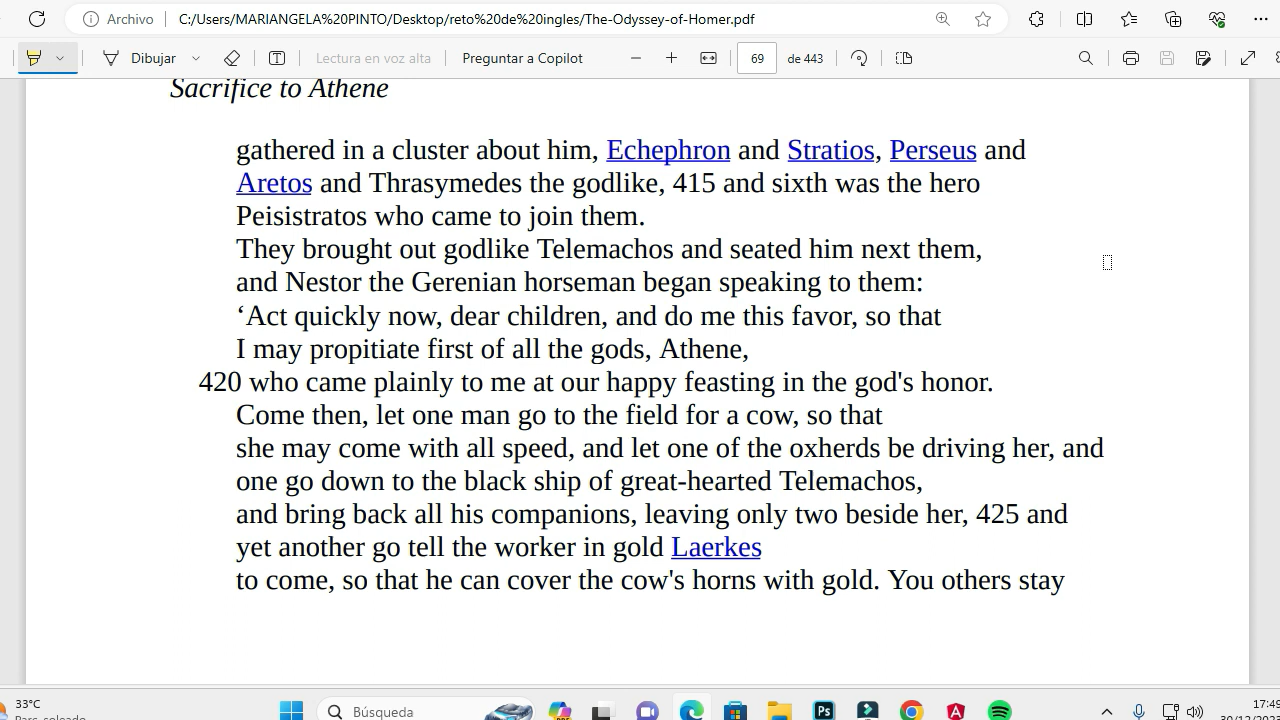 Archivo
C:/Users/MARIANGELA%20PINTO/Desktop/reto%20de%20ingles/The-Odyssey-of-Homer.pdf
Dibujar
Lectura en voz alta
Preguntar a Copilot
69
de 443
Sacrifice to Athene
gathered in a cluster about him, Echephron and Stratios, Perseus and
Aretos and Thrasymedes the godlike, 415 and sixth was the hero
Peisistratos who came to join them.
They brought out godlike Telemachos and seated him next them,
and Nestor the Gerenian horseman began speaking to them:
‘Act quickly now, dear children, and do me this favor, so that
I may propitiate first of all the gods, Athene,
420 who came plainly to me at our happy feasting in the god's honor.
Come then, let one man go to the field for a cow, so that
she may come with all speed, and let one of the oxherds be driving her, and
one go down to the black ship of great-hearted Telemachos,
and bring back all his companions, leaving only two beside her, 425 and
yet another go tell the worker in gold Laerkes
to come, so that he can cover the cow's horns with gold. You others stay
33°C
Parc. soleado
Búsqueda
Ps